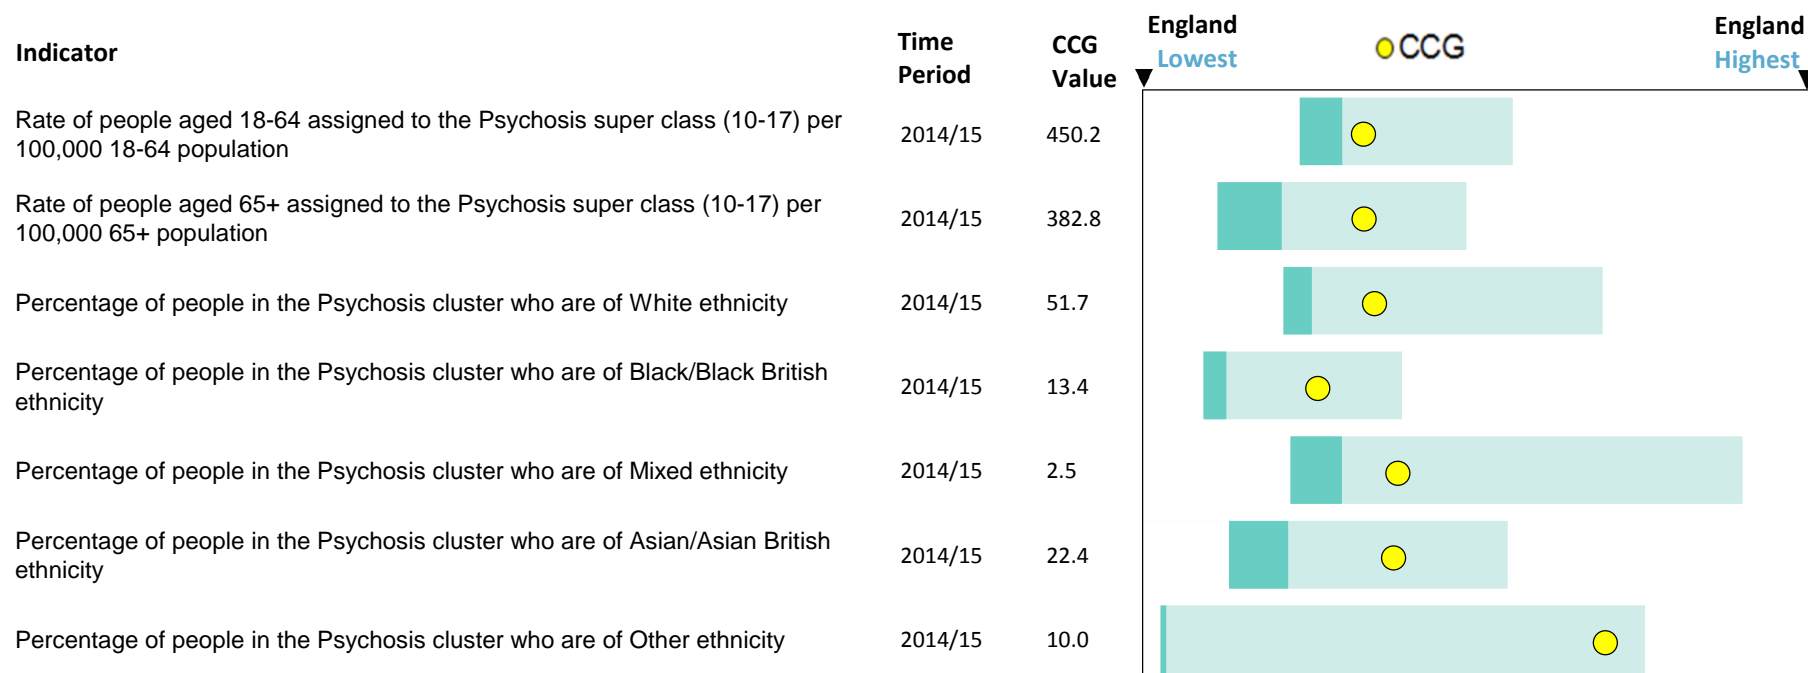 Indicator
Time
Period
CCG
Value
England
Lowest
CCG
England
Highest
Rate of people aged 18-64 assigned to the Psychosis super class (10-17) per
100,000 18-64 population
2014/15
450.2
Rate of people aged 65+ assigned to the Psychosis super class (10-17) per
100,000 65+ population
2014/15
382.8
Percentage of people in the Psychosis cluster who are of White ethnicity
2014/15
51.7
Percentage of people in the Psychosis cluster who are of Black/Black British
ethnicity
2014/15
13.4
Percentage of people in the Psychosis cluster who are of Mixed ethnicity
2014/15
2.5
Percentage of people in the Psychosis cluster who are of Asian/Asian British
ethnicity
2014/15
22.4
Percentage of people in the Psychosis cluster who are of Other ethnicity
2014/15
10.0